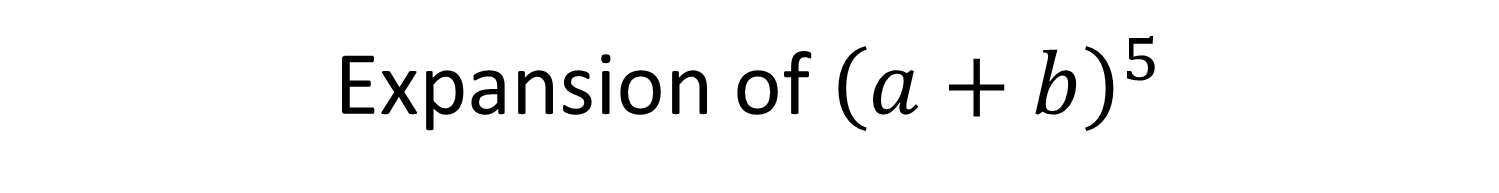 Expansion of (𝑎 + 𝑏)⁵